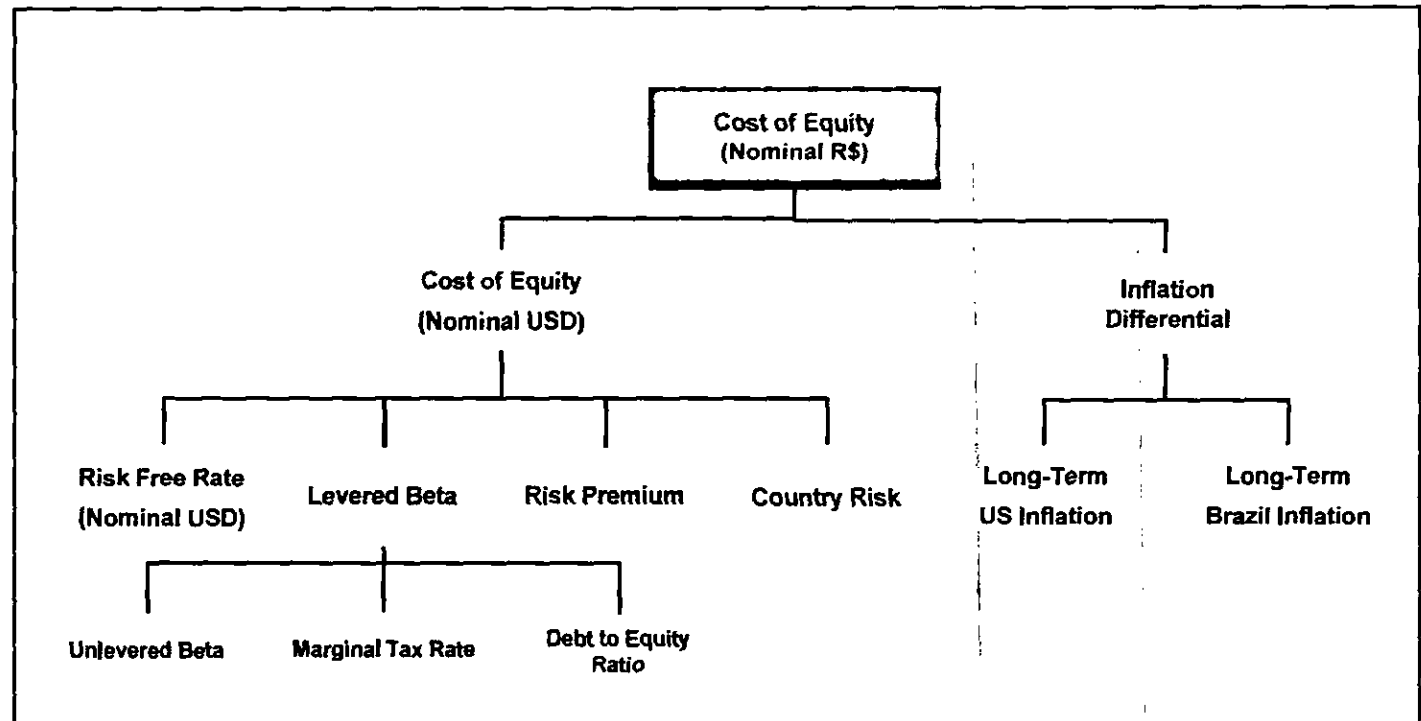 Cost of Equity
(Nominal R$)
Cost of Equity
(Nominal USD)
Inflation
Differential
Risk Free Rate
(Nominal USD)
Levered Beta
Risk Premium
Country Risk
Long-Term
US Inflation
Long-Term
Brazil Inflation
Unlevered Beta
Marginal Tax Rate
Debt to Equity
Ratio